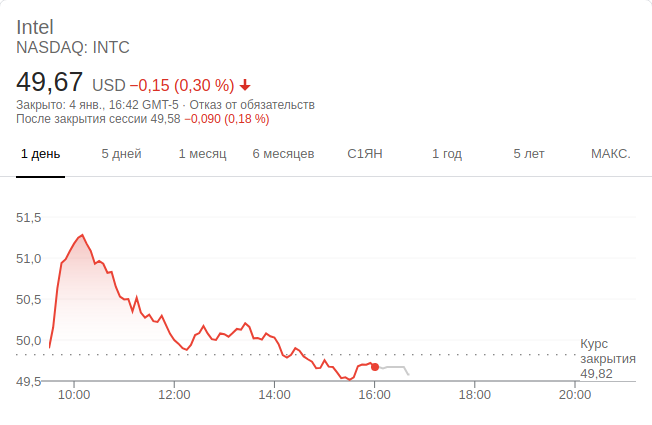 Intel
NASDAQ: INTC
49,67 USD −0,15 (0,30 %)
Закрыто: 4 янв., 16:42 GMT-5 · Отказ от обязательств
После закрытия сессии 49,58 −0,090 (0,18 %)
1 день 5 дней 1 месяц 6 месяцев С1ЯН 1 год 5 лет МАКС.
51,5
51,0
50,5
50,0
Курс
закрытия
49,82
49,5
10:00 12:00 14:00 16:00 18:00 20:00